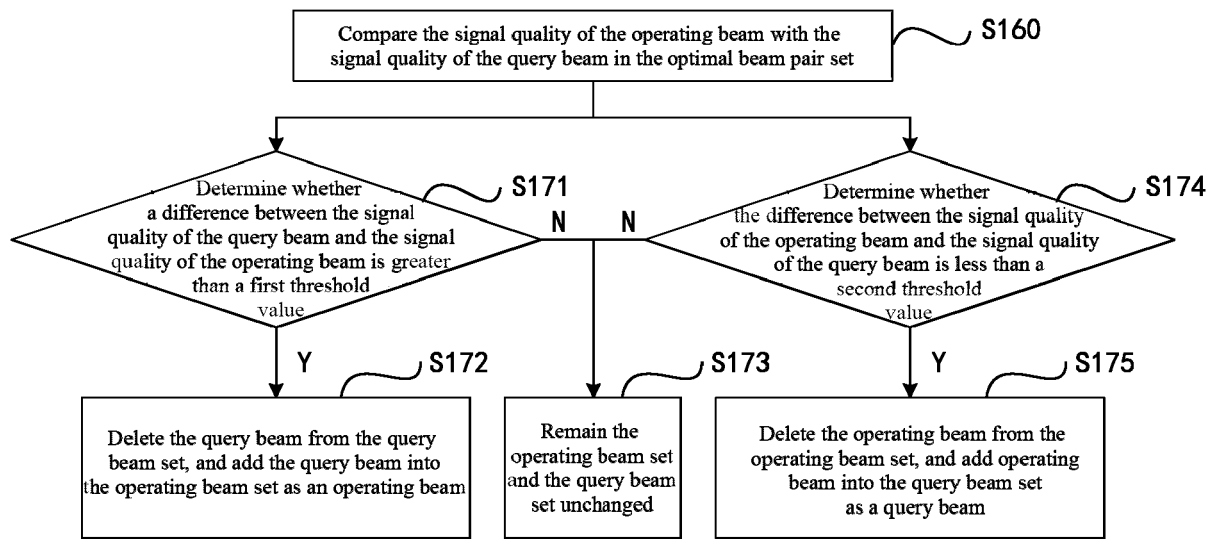 Compare the signal quality of the operating beam with the
signal quality of the query beam in the optimal beam pair set
S160
Determine whether
a difference between the signal
quality of the query beam and the signal
quality of the operating beam is greater
than a first threshold
value
S171
N
N
Determine whether
the difference between the signal quality
of the operating beam and the signal quality
of the query beam is less than a
second threshold
value
S174
Y
S172
S173
Y
S175
Delete the query beam from the query
beam set, and add the query beam into
the operating beam set as an operating beam
Remain the
operating beam set
and the query beam
set unchanged
Delete the operating beam from the
operating beam set, and add operating
beam into the query beam set
as a query beam